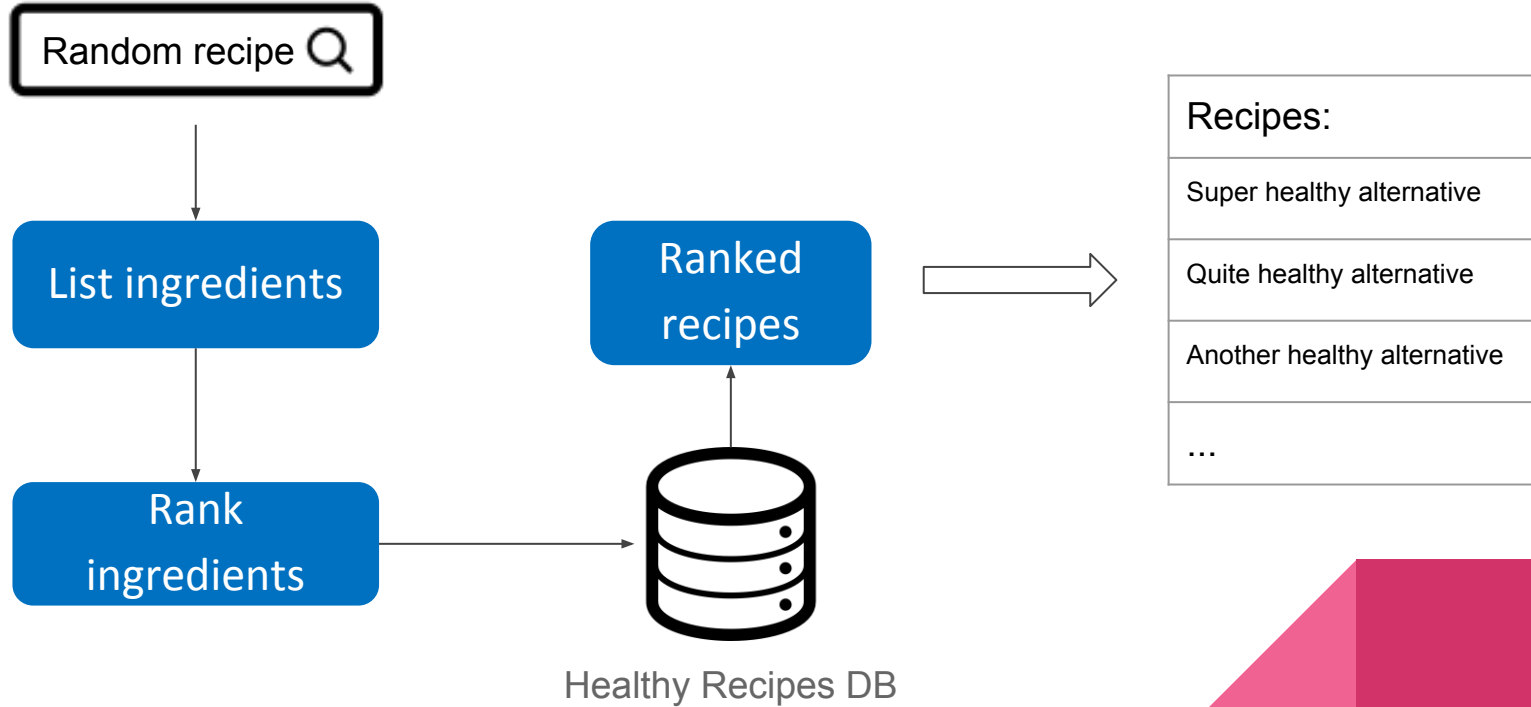 Random recipe
List ingredients
Rank
ingredients
Healthy Recipes DB
Ranked
recipes
Recipes:
Super healthy alternative
Quite healthy alternative
Another healthy alternative
...